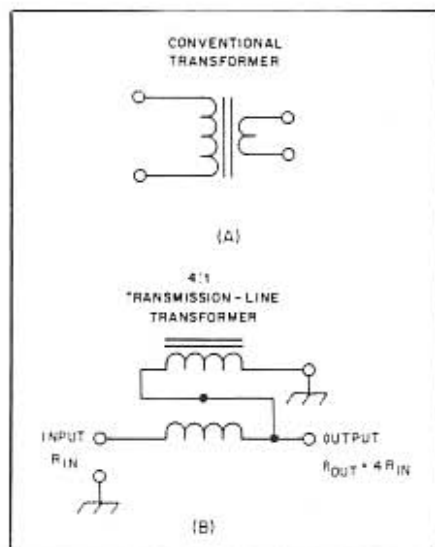 CONVENTIONAL
TRANSFORMER
(A)
4:1
TRANSMISSION-LINE
TRANSFORMER
INPUT
OUTPUT
RIN
ROUT = 4RIN
(B)